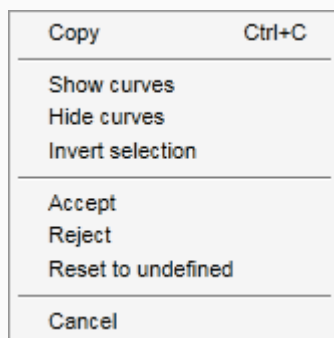 Copy Ctrl+C
Show curves
Hide curves
Invert selection
Accept
Reject
Reset to undefined
Cancel